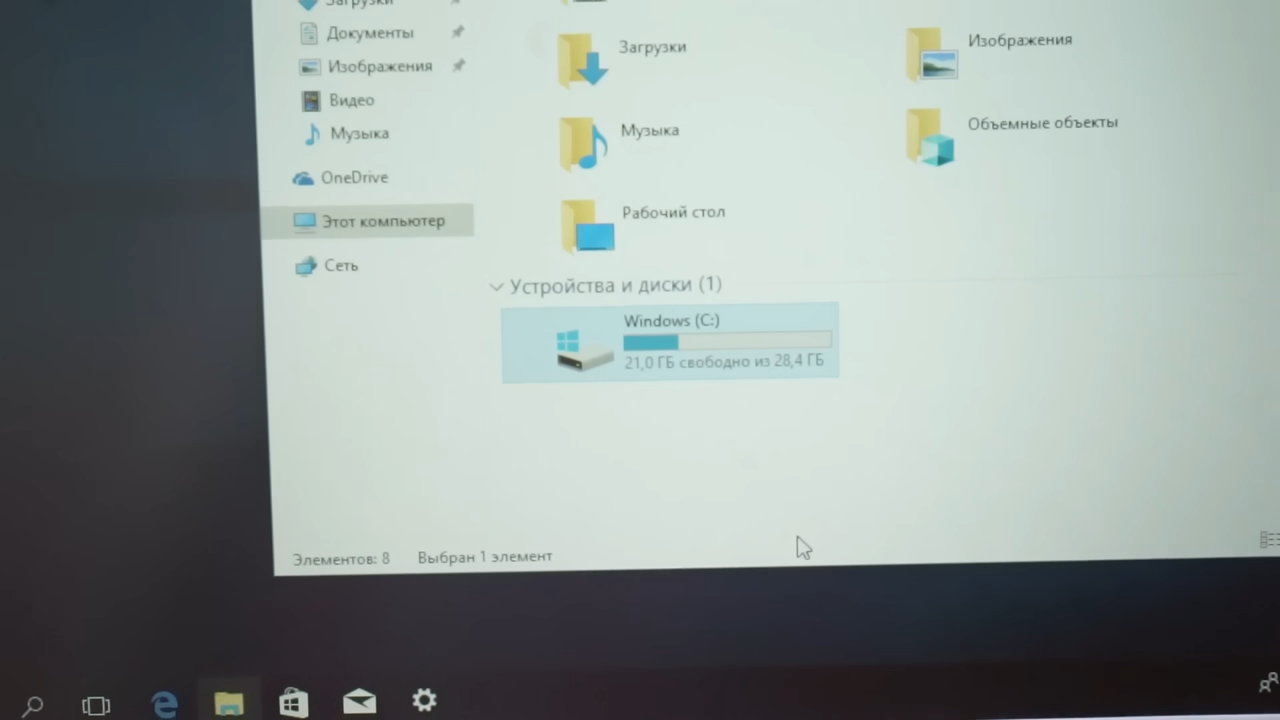 Загрузки
Документы
Изображения
Видео
Музыка
OneDrive
Этот компьютер
Сеть
Загрузки
Изображения
Музыка
Объемные объекты
Рабочий стол
Устройства и диски (1)
Windows (C:)
21,0 ГБ свободно из 28,4 ГБ
Элементов: 8
Выбран 1 элемент